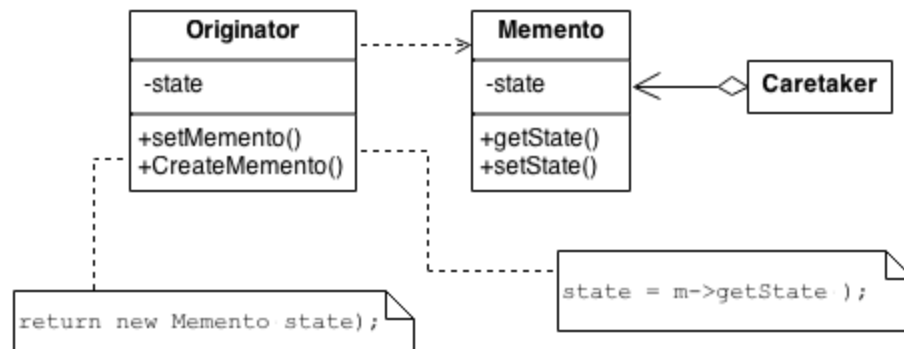 Originator
-state
+setMemento()
+CreateMemento()
Memento
-state
+getState()
+setState()
Caretaker
return new Memento state);
state = m->getState );